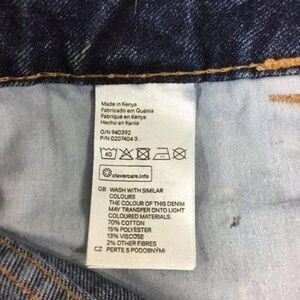 Made in Kenya
Fabricado em Quénia
Fabriqué en Kenya
Hecho en Kenia
O/N 940392
P/N 0207404 3
40
clevercare.info
GB WASH WITH SIMILAR
COLOURS
THE COLOUR OF THIS DENIM
MAY TRANSFER ONTO LIGHT
COLOURED MATERIALS.
70% COTTON
15% POLYESTER
13% VISCOSE
2% OTHER FIBRES
CZ PERTE S PODOBNÝMI